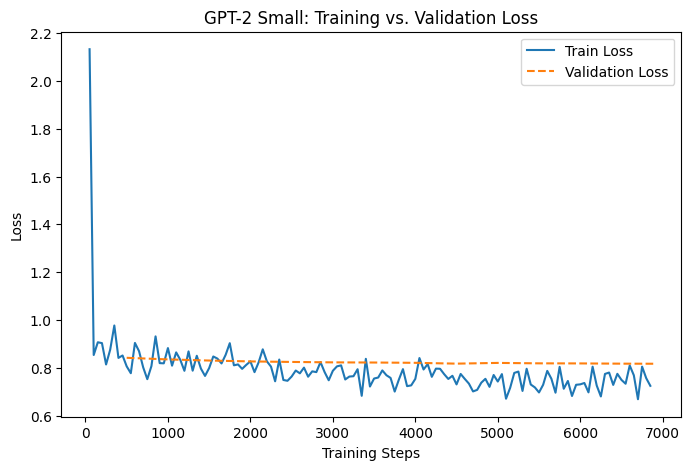 GPT-2 Small: Training vs. Validation Loss
Train Loss
Validation Loss
2.2
2.0
1.8
1.6
1.4
1.2
1.0
0.8
0.6
Loss
0 1000 2000 3000 4000 5000 6000 7000
Training Steps